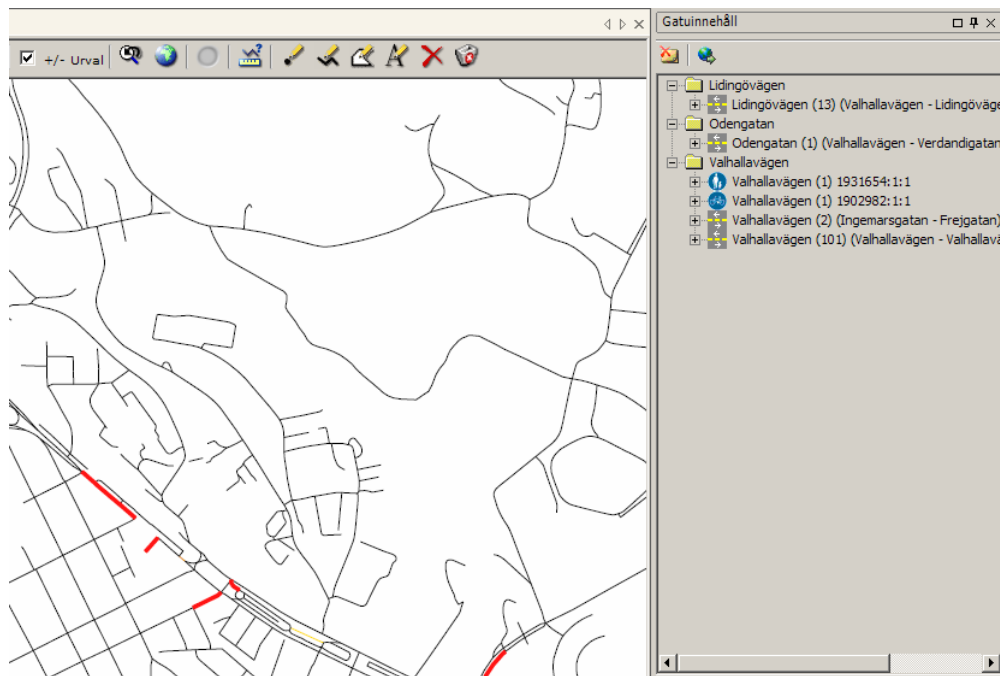 Gatuinnehåll
+/- Urval
Lidingövägen
Lidingövägen (13) (Valhallavägen - Lidingöväge
Odengatan
Odengatan (1) (Valhallavägen - Verdandigatan
Valhallavägen
Valhallavägen (1) 1931654:1:1
Valhallavägen (1) 1902982:1:1
Valhallavägen (2) (Ingemarsgatan - Frejgatan)
Valhallavägen (101) (Valhallavägen - Valhallavä